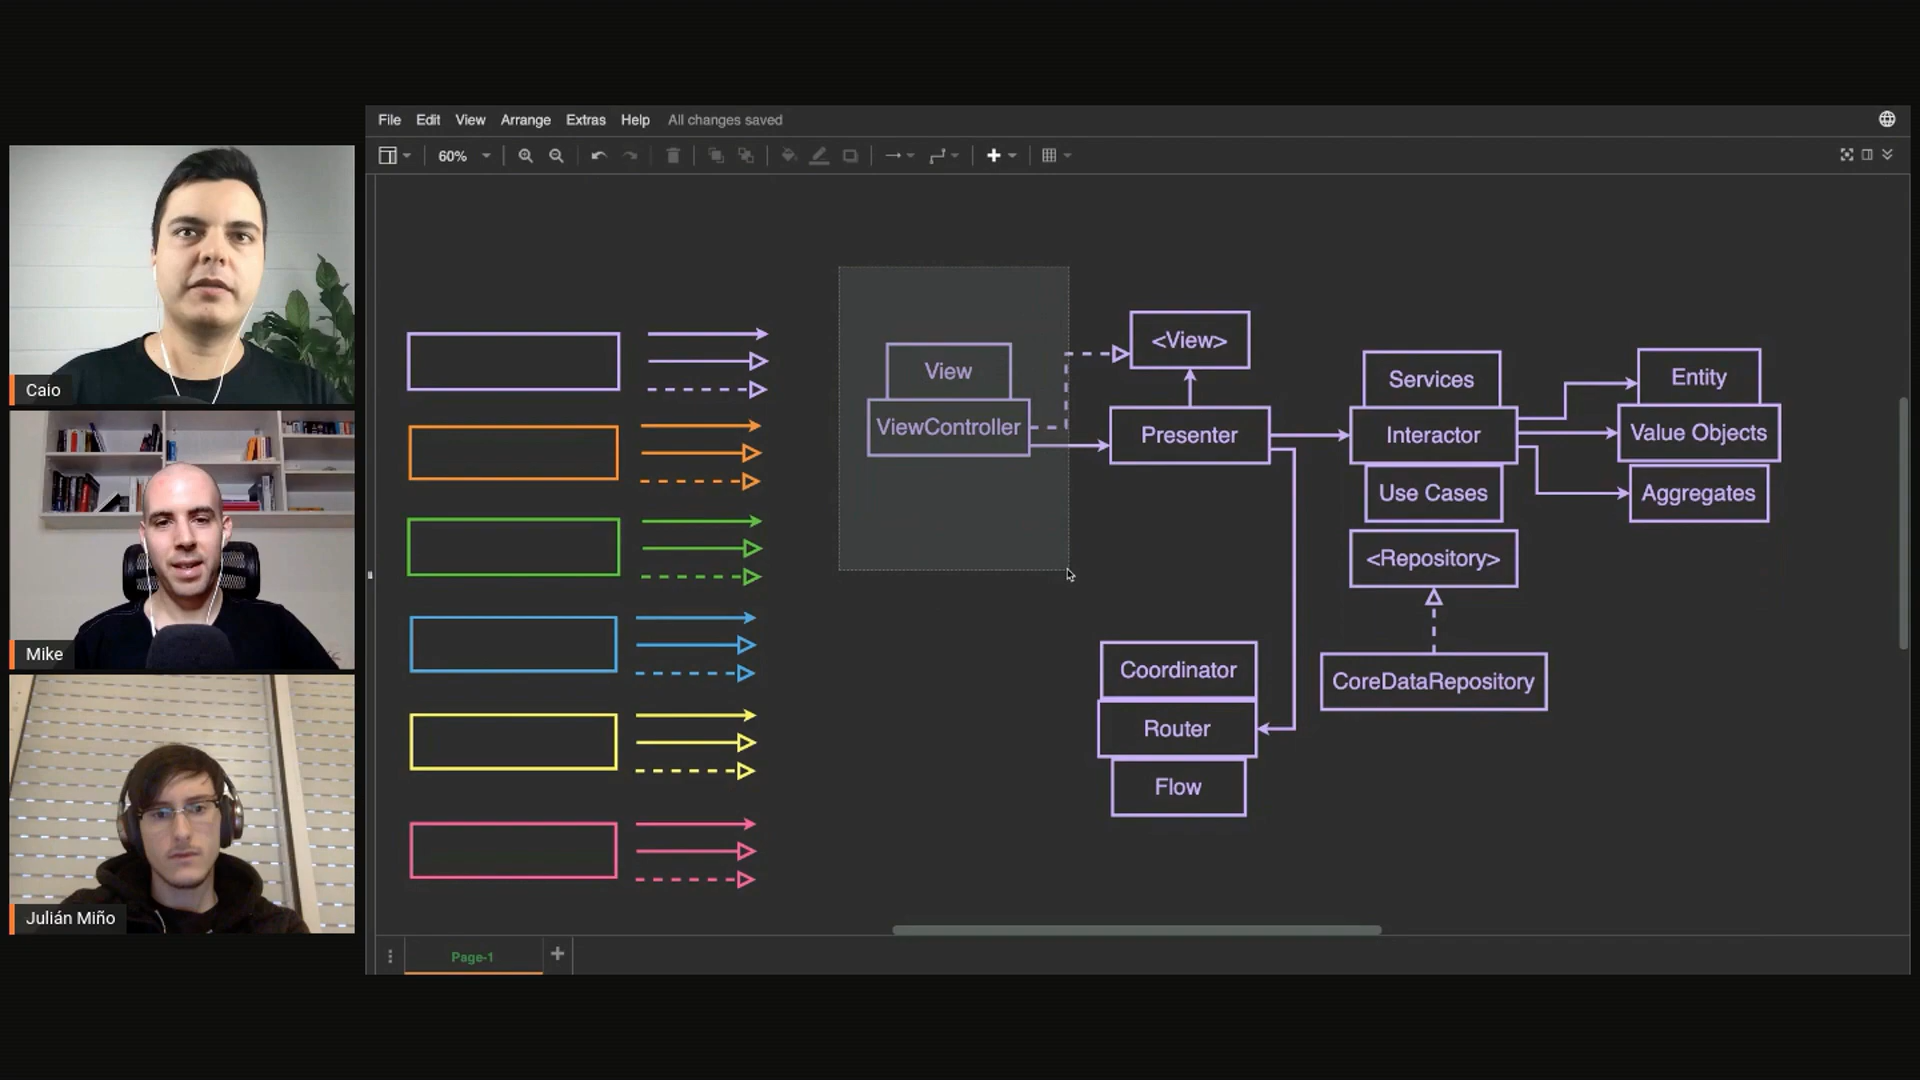 File Edit View Arrange Extras Help All changes saved
60%
Caio
Mike
Julián Miño
View
ViewController
<View>
Presenter
Services
Interactor
Use Cases
<Repository>
CoreDataRepository
Entity
Value Objects
Aggregates
Coordinator
Router
Flow
Page-1